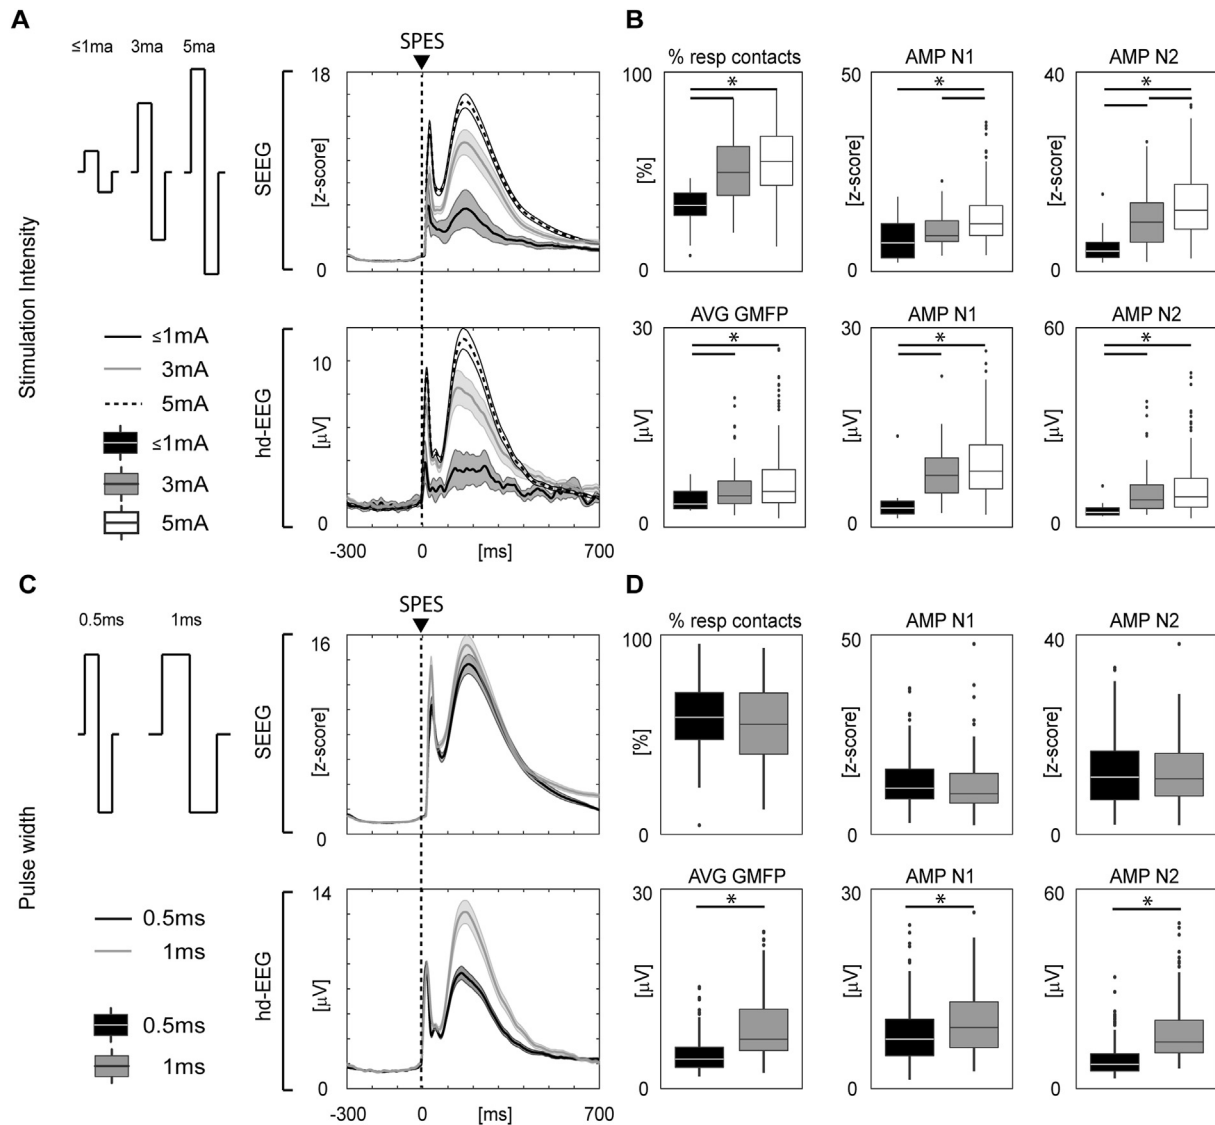 A
≤1ma 3ma 5ma
SPES
18
SEEG
[z-score]
0
Stimulation Intensity
≤1mA
3mA
5mA
≤1mA
3mA
5mA
10
hd-EEG
[μV]
0
-300 0 [ms] 700
B
% resp contacts AMP N1 AMP N2
100 50 40
* * *
[%] [z-score] [z-score]
0 0 0
AVG GMFP AMP N1 AMP N2
30 30 60
* * *
[μV] [μV] [μV]
0 0 0
C
0.5ms 1ms
SPES
16
SEEG
[z-score]
0
Pulse width
0.5ms
1ms
0.5ms
1ms
14
hd-EEG
[μV]
0
-300 0 [ms] 700
D
% resp contacts AMP N1 AMP N2
100 50 40
[%] [z-score] [z-score]
0 0 0
AVG GMFP AMP N1 AMP N2
30 30 60
* * *
[μV] [μV] [μV]
0 0 0